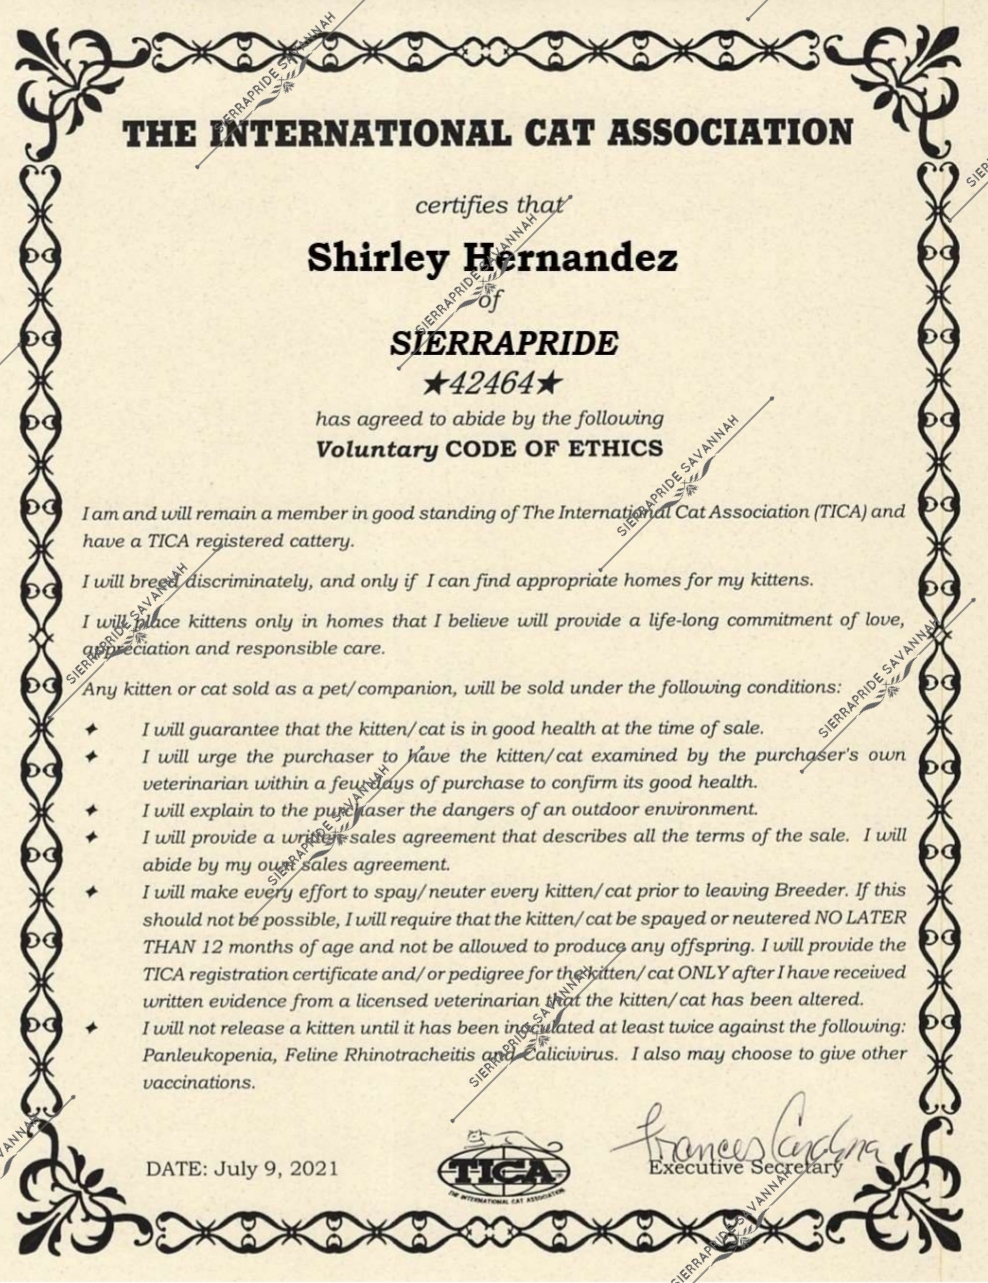 THE INTERNATIONAL CAT ASSOCIATION
certifies that
Shirley Hernandez
of
SIERRAPRIDE
★42464★
has agreed to abide by the following
Voluntary CODE OF ETHICS
I am and will remain a member in good standing of The International Cat Association (TICA) and
have a TICA registered cattery.
I will breed discriminately, and only if I can find appropriate homes for my kittens.
I will place kittens only in homes that I believe will provide a life-long commitment of love,
appreciation and responsible care.
Any kitten or cat sold as a pet/companion, will be sold under the following conditions:
✦ I will guarantee that the kitten/cat is in good health at the time of sale.
✦ I will urge the purchaser to have the kitten/cat examined by the purchaser's own
veterinarian within a few days of purchase to confirm its good health.
✦ I will explain to the purchaser the dangers of an outdoor environment.
✦ I will provide a written sales agreement that describes all the terms of the sale. I will
abide by my own sales agreement.
✦ I will make every effort to spay/neuter every kitten/cat prior to leaving Breeder. If this
should not be possible, I will require that the kitten/cat be spayed or neutered NO LATER
THAN 12 months of age and not be allowed to produce any offspring. I will provide the
TICA registration certificate and/or pedigree for the kitten/cat ONLY after I have received
written evidence from a licensed veterinarian that the kitten/cat has been altered.
✦ I will not release a kitten until it has been inoculated at least twice against the following:
Panleukopenia, Feline Rhinotracheitis and Calicivirus. I also may choose to give other
vaccinations.
DATE: July 9, 2021
TICA
THE INTERNATIONAL CAT ASSOCIATION
Frances Cardona
Executive Secretary
SIERRAPRIDE SAVANNAH
SIERRAPRIDE SAVANNAH
SIERRAPRIDE SAVANNAH
SIERRAPRIDE SAVANNAH
SIERRAPRIDE SAVANNAH
SIERRAPRIDE SAVANNAH
SIERRAPRIDE SAVANNAH
SIERRAPRIDE SAVANNAH